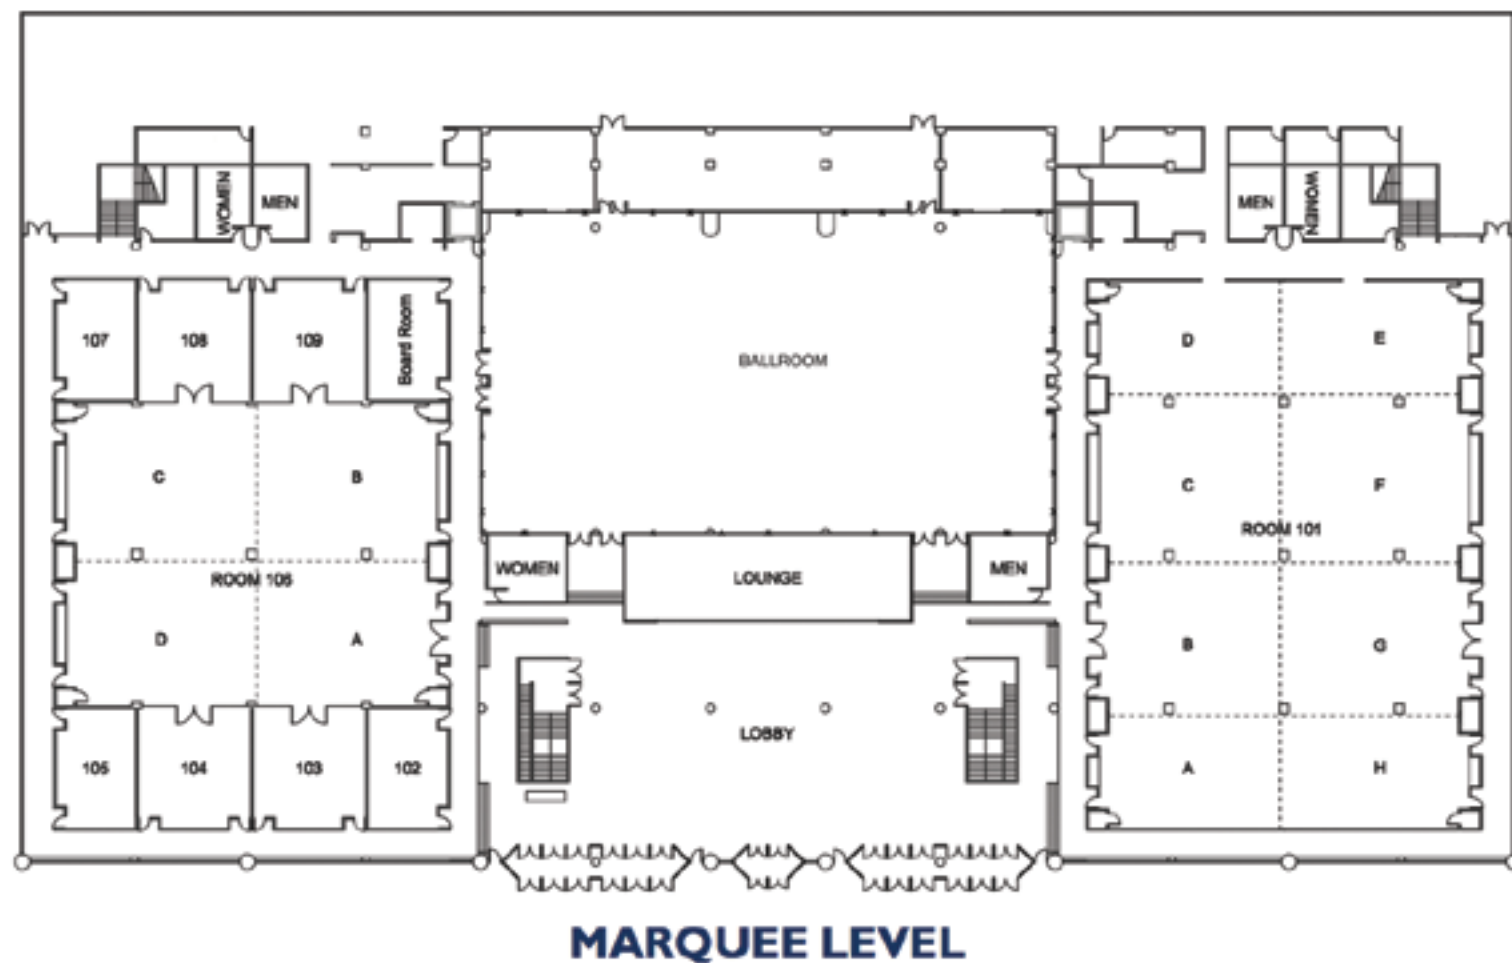 WOMEN
MEN
MEN
WOMEN
107
108
109
Board Room
BALLROOM
D
E
C
B
C
F
ROOM 101
ROOM 106
WOMEN
LOUNGE
MEN
D
A
B
G
LOBBY
105
104
103
102
A
H
MARQUEE LEVEL